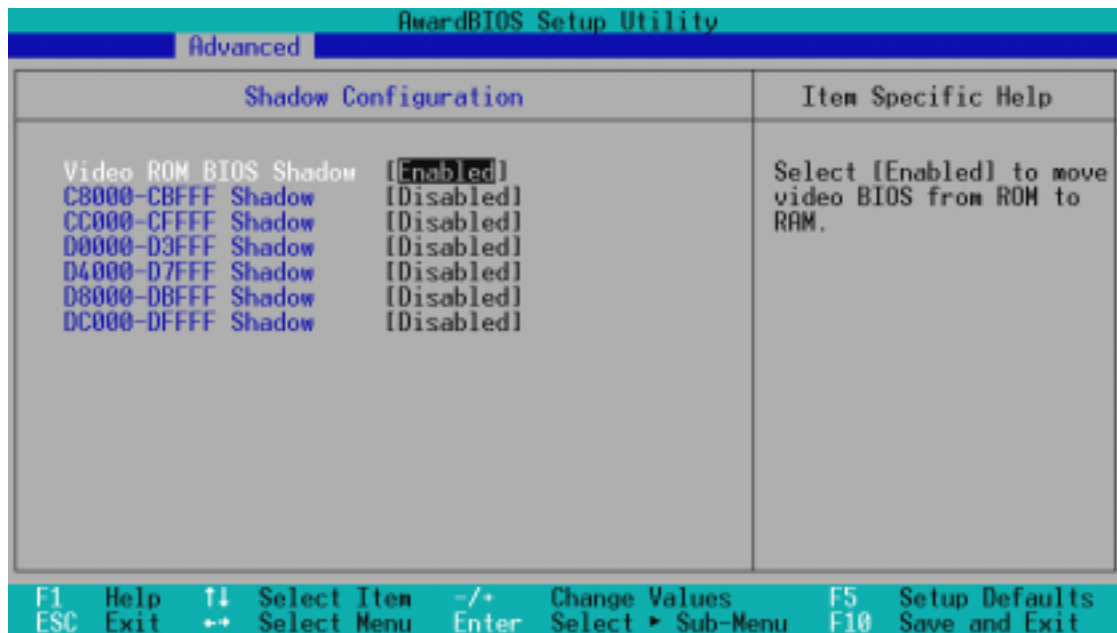 AwardBIOS Setup Utility
Advanced
Shadow Configuration
Item Specific Help
Video ROM BIOS Shadow [Enabled]
C8000-CBFFF Shadow [Disabled]
CC000-CFFFF Shadow [Disabled]
D0000-D3FFF Shadow [Disabled]
D4000-D7FFF Shadow [Disabled]
D8000-DBFFF Shadow [Disabled]
DC000-DFFFF Shadow [Disabled]
Select [Enabled] to move
video BIOS from ROM to
RAM.
F1 Help ↑↓ Select Item -/+ Change Values F5 Setup Defaults
ESC Exit ←→ Select Menu Enter Select ► Sub-Menu F10 Save and Exit